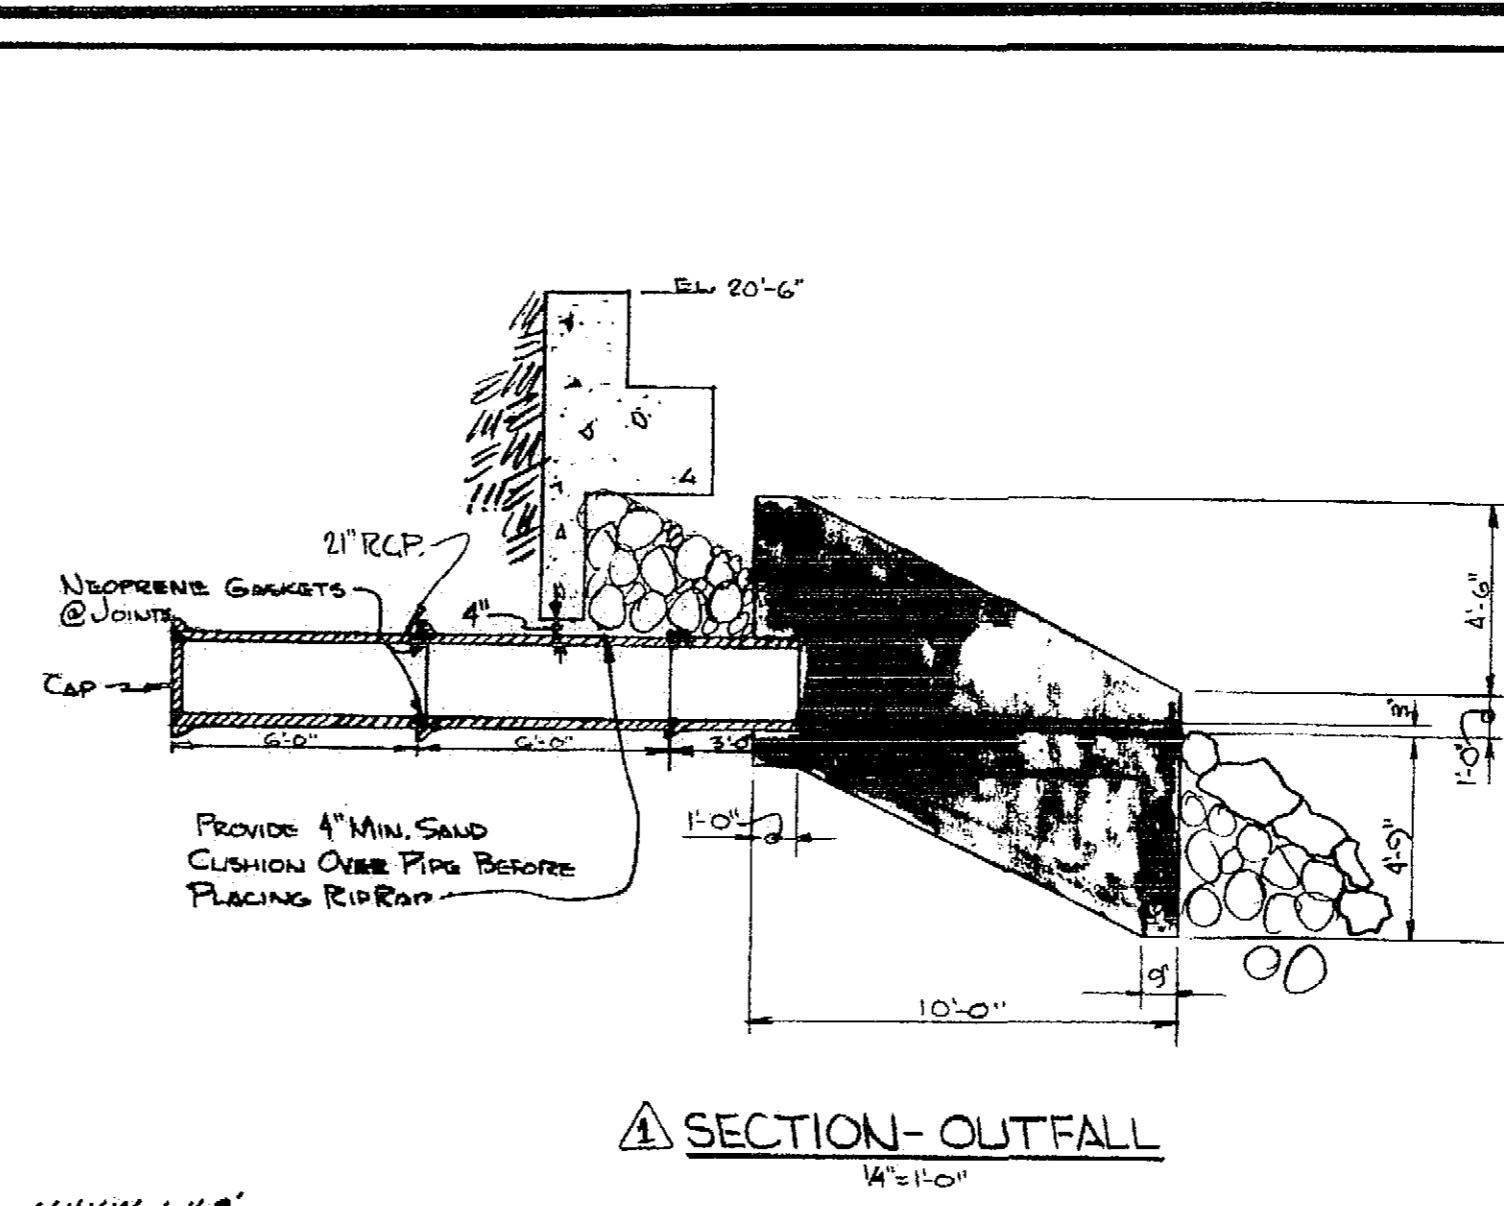 EL. 20'-6"
21" RCP.
NEOPRENE GASKETS
@ JOINTS
4"
CAP
6'-0"
6'-0"
3'-0"
4'-6"
3"
1'-0"
PROVIDE 4" MIN. SAND
CUSHION OVER PIPE BEFORE
PLACING RIPRAP
1'-0"
4'-9"
9"
10'-0"
1 SECTION - OUTFALL
1/4" = 1'-0"